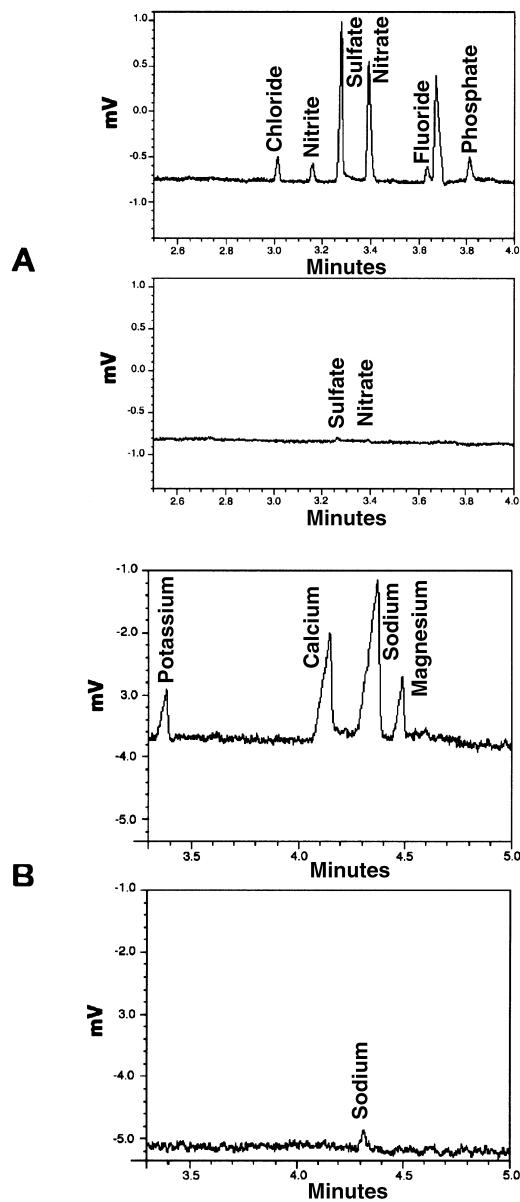 1.0
0.5
0.0
-0.5
-1.0
mV
Chloride
Nitrite
Sulfate
Nitrate
Fluoride
Phosphate
2.6 2.8 3.0 3.2 3.4 3.6 3.8 4.0
Minutes
A
1.0
0.5
0.0
-0.5
-1.0
mV
Sulfate
Nitrate
2.6 2.8 3.0 3.2 3.4 3.6 3.8 4.0
Minutes
-1.0
-2.0
3.0
-4.0
-5.0
mV
Potassium
Calcium
Sodium
Magnesium
3.5 4.0 4.5 5.0
Minutes
B
-1.0
-2.0
3.0
-4.0
-5.0
mV
Sodium
3.5 4.0 4.5 5.0
Minutes